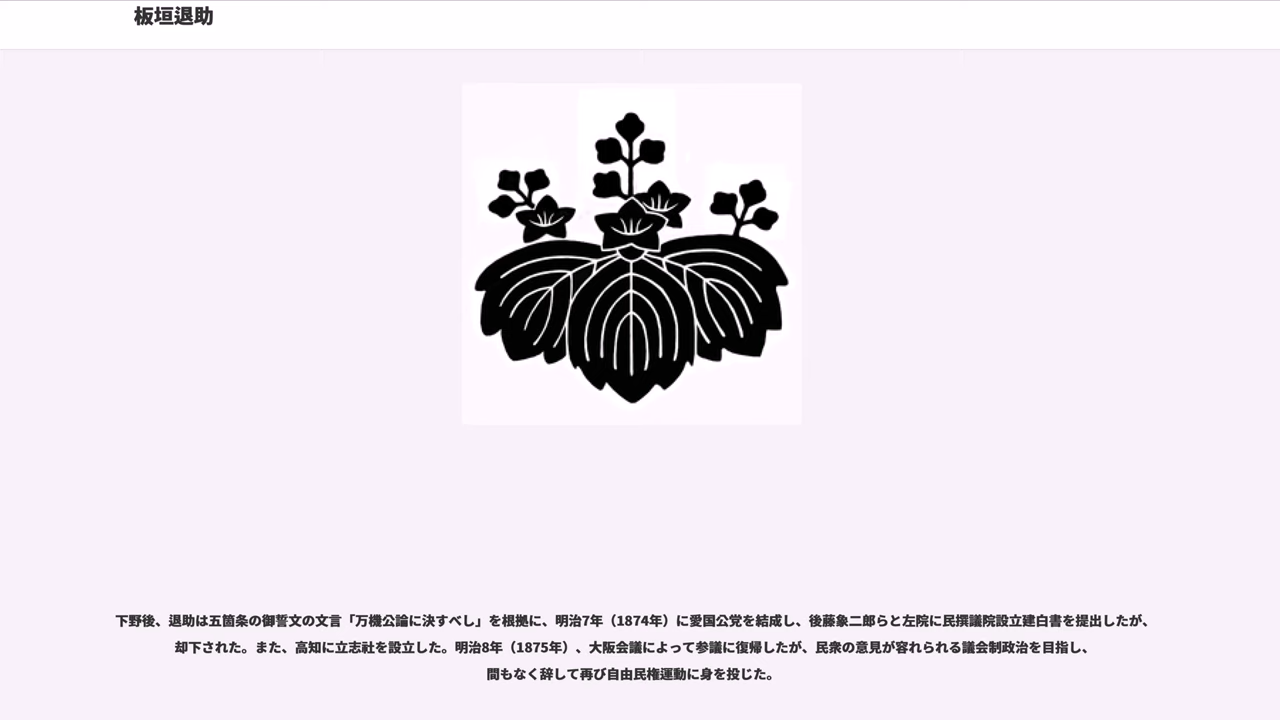 板垣退助
下野後、退助は五箇条の御誓文の文言「万機公論に決すべし」を根拠に、明治7年（1874年）に愛国公党を結成し、後藤象二郎らと左院に民撰議院設立建白書を提出したが、
却下された。また、高知に立志社を設立した。明治8年（1875年）、大阪会議によって参議に復帰したが、民衆の意見が容れられる議会制政治を目指し、
間もなく辞して再び自由民権運動に身を投じた。